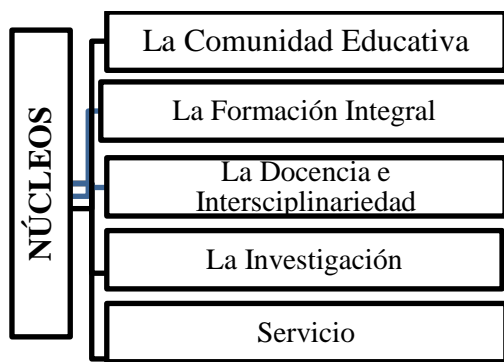 NÚCLEOS
La Comunidad Educativa
La Formación Integral
La Docencia e
Intersciplinariedad
La Investigación
Servicio